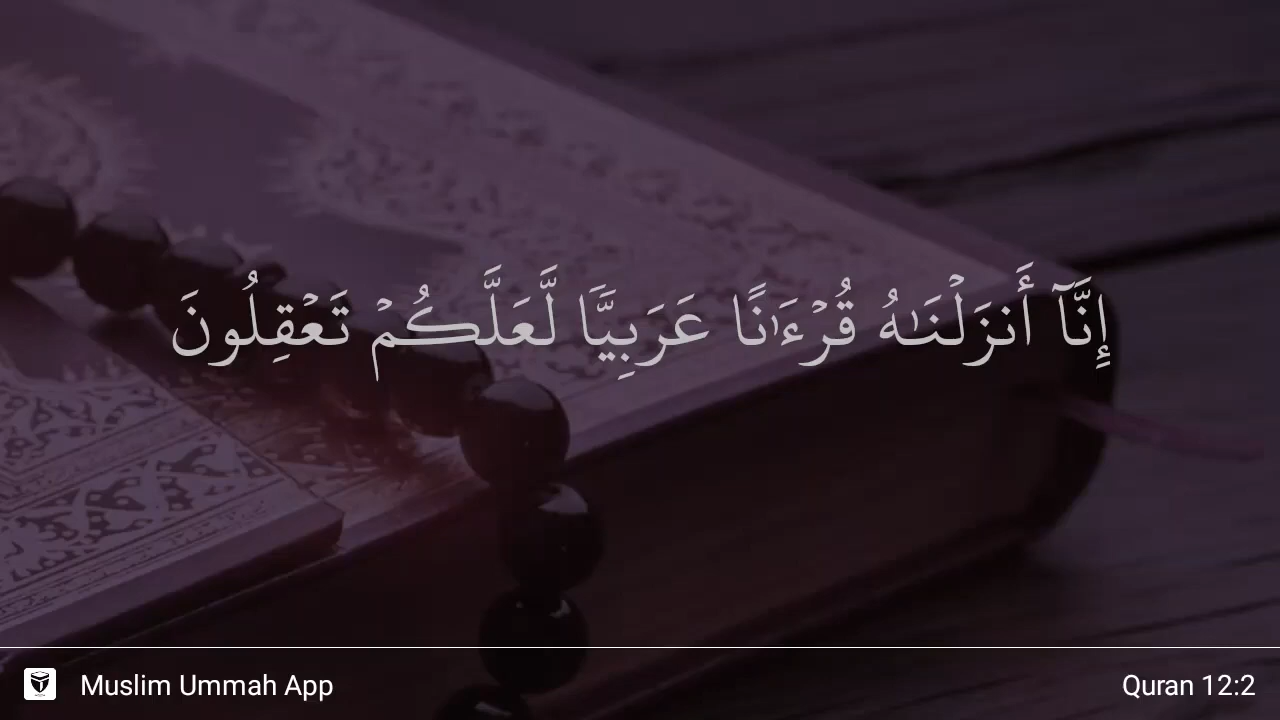 إِنَّآ أَنزَلْنَٰهُ قُرْءَٰنًا عَرَبِيًّا لَّعَلَّكُمْ تَعْقِلُونَ
Muslim Ummah App
Quran 12:2